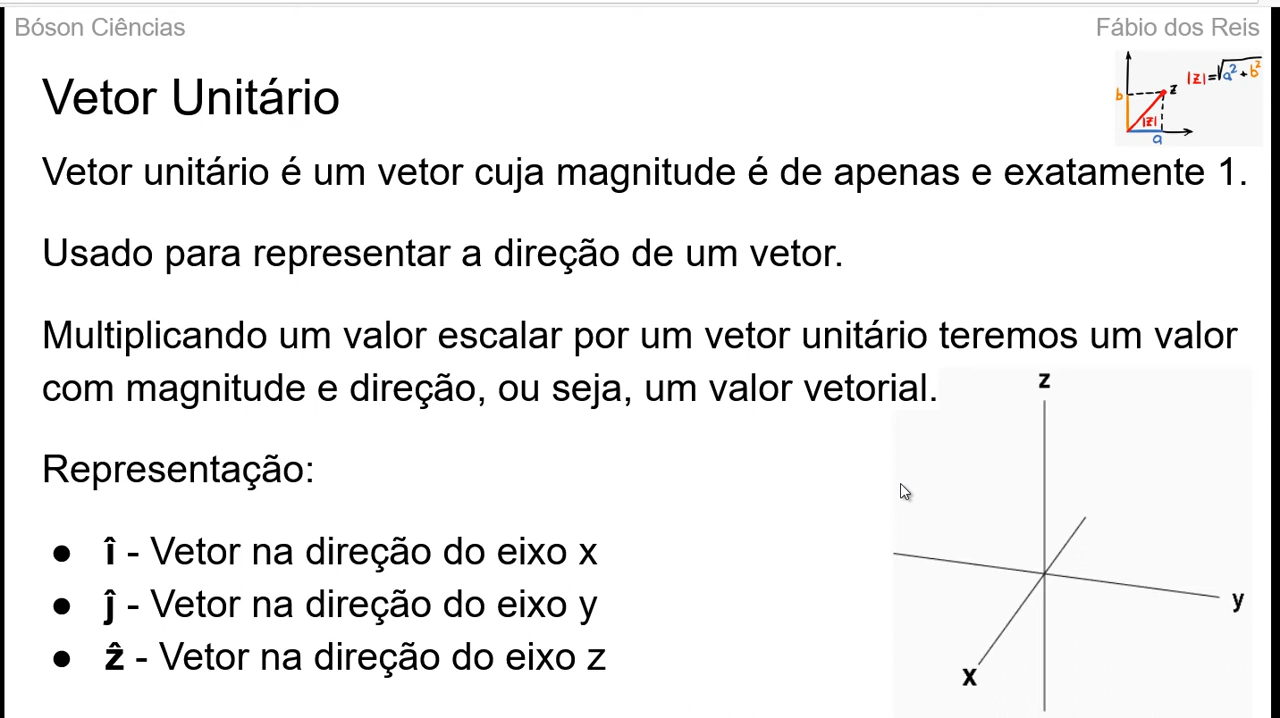 Bóson Ciências
Fábio dos Reis
Vetor Unitário
|z|=√a²+b²
b
z
|z|
a
Vetor unitário é um vetor cuja magnitude é de apenas e exatamente 1.
Usado para representar a direção de um vetor.
Multiplicando um valor escalar por um vetor unitário teremos um valor
com magnitude e direção, ou seja, um valor vetorial.
Representação:
● î - Vetor na direção do eixo x
● ĵ - Vetor na direção do eixo y
● ẑ - Vetor na direção do eixo z
z
y
x